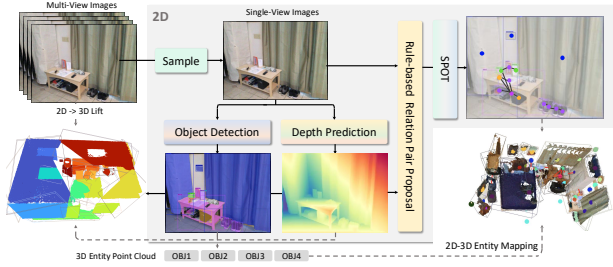 Multi-View Images
2D
Single-View Images
Sample
Rule-based Relation Pair Proposal
SPOT
2D -> 3D Lift
Object Detection
Depth Prediction
2D-3D Entity Mapping
3D Entity Point Cloud
OBJ1
OBJ2
OBJ3
OBJ4